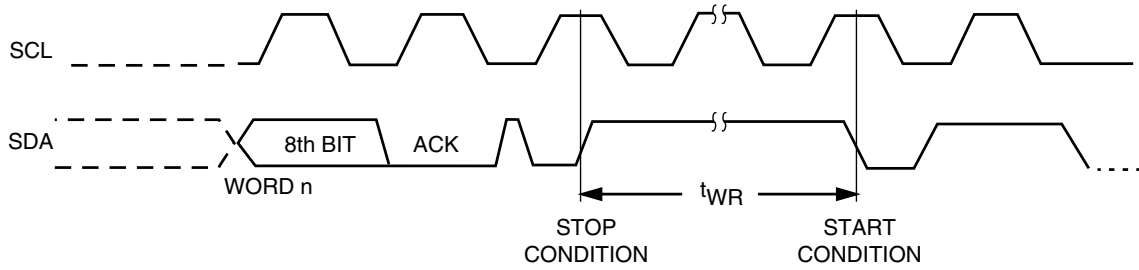 SCL
SDA
8th BIT
ACK
WORD n
tWR
STOP
CONDITION
START
CONDITION